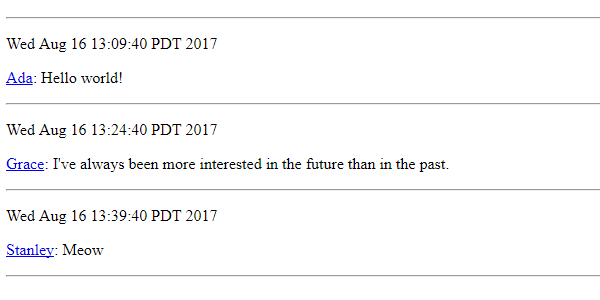 Wed Aug 16 13:09:40 PDT 2017
Ada: Hello world!
Wed Aug 16 13:24:40 PDT 2017
Grace: I've always been more interested in the future than in the past.
Wed Aug 16 13:39:40 PDT 2017
Stanley: Meow